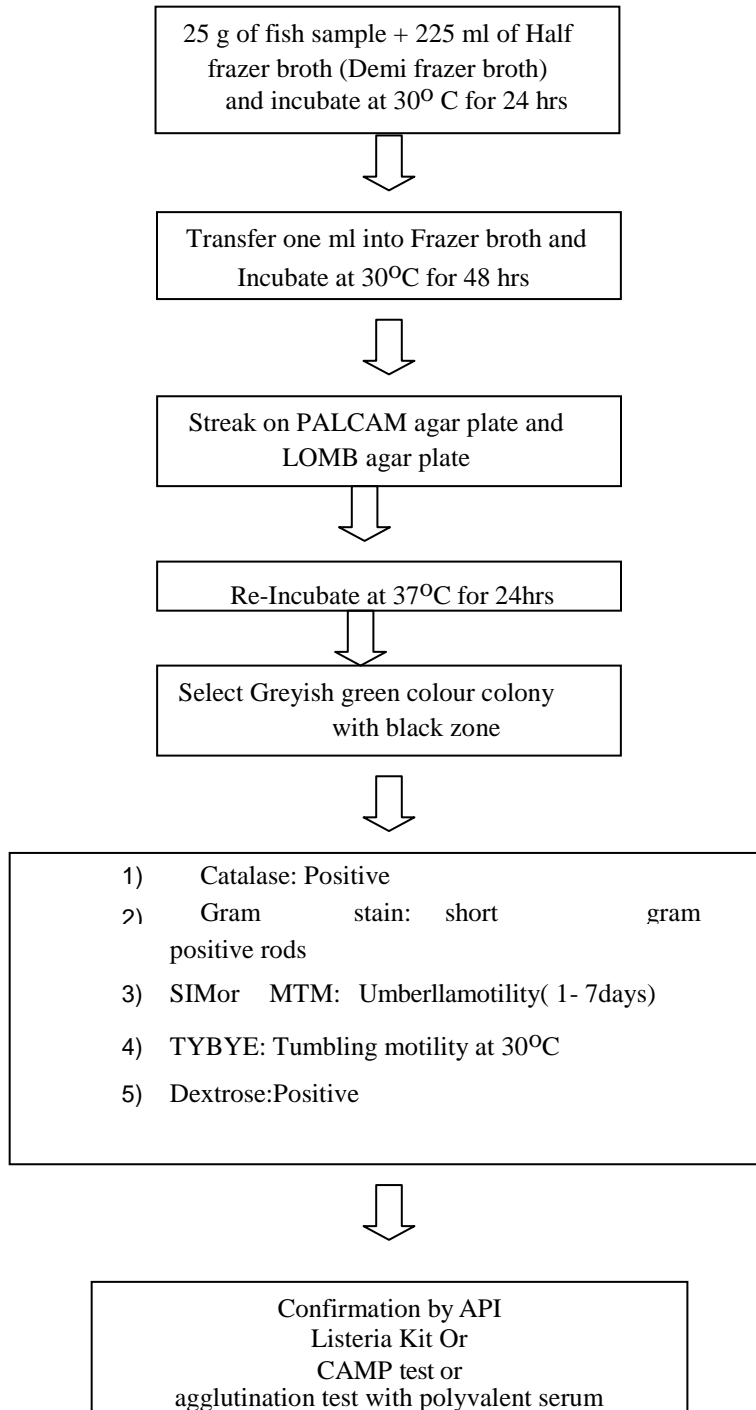 25 g of fish sample + 225 ml of Half
frazer broth (Demi frazer broth)
and incubate at 30O C for 24 hrs
Transfer one ml into Frazer broth and
Incubate at 30OC for 48 hrs
Streak on PALCAM agar plate and
LOMB agar plate
Re-Incubate at 37OC for 24hrs
Select Greyish green colour colony
with black zone
1) Catalase: Positive
2) Gram stain: short gram
positive rods
3) SIMor MTM: Umberllamotility( 1- 7days)
4) TYBYE: Tumbling motility at 30OC
5) Dextrose:Positive
Confirmation by API
Listeria Kit Or
CAMP test or
agglutination test with polyvalent serum